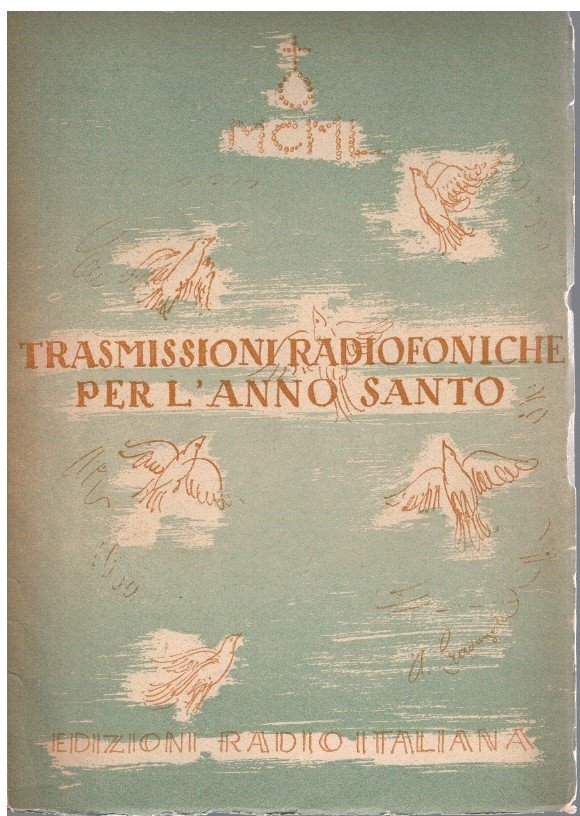 MCML
TRASMISSIONI RADIOFONICHE
PER L'ANNO SANTO
EDIZIONI RADIO ITALIANA